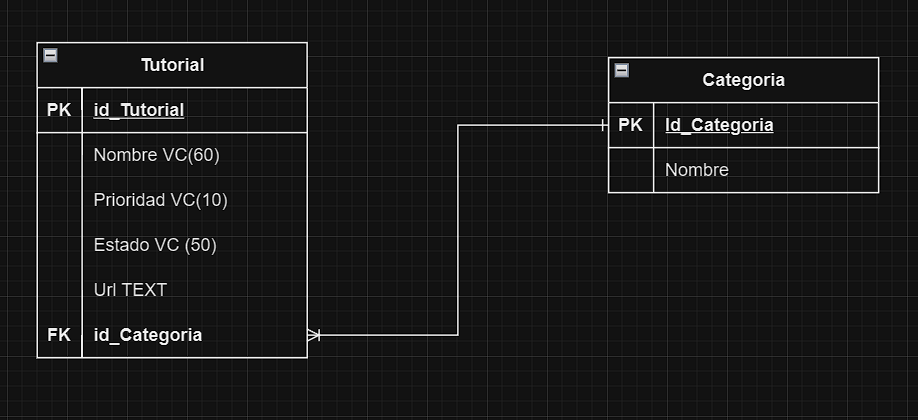 Tutorial
PK id_Tutorial
Nombre VC(60)
Prioridad VC(10)
Estado VC (50)
Url TEXT
FK id_Categoria
Categoria
PK Id_Categoria
Nombre